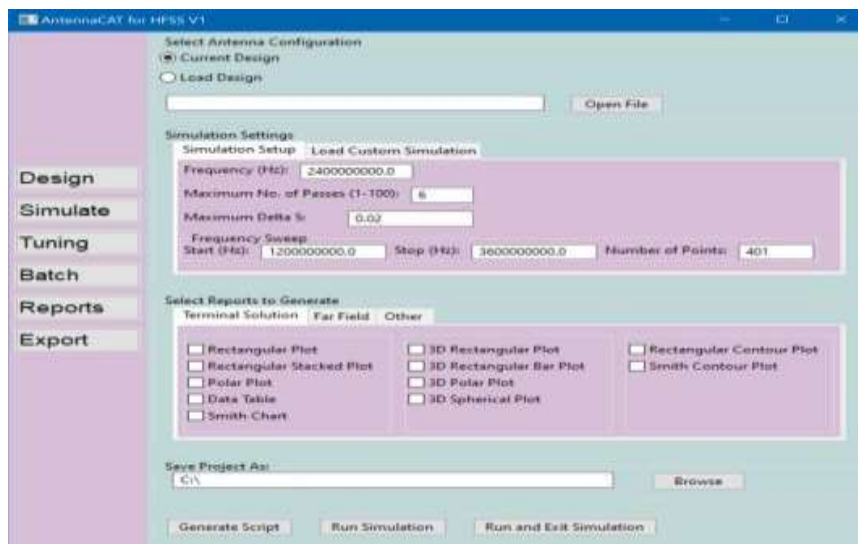 AntennaCAT for HFSS V1
Select Antenna Configuration
Current Design
Load Design
Open File
Simulation Settings
Simulation Setup Load Custom Simulation
Frequency (Hz): 2400000000.0
Maximum No. of Passes (1-100): 6
Maximum Delta S: 0.02
Frequency Sweep
Start (Hz): 1200000000.0 Stop (Hz): 3600000000.0 Number of Points: 401
Design
Simulate
Tuning
Batch
Reports
Export
Select Reports to Generate
Terminal Solution Far Field Other
Rectangular Plot 3D Rectangular Plot Rectangular Contour Plot
Rectangular Stacked Plot 3D Rectangular Bar Plot Smith Contour Plot
Polar Plot 3D Polar Plot
Data Table 3D Spherical Plot
Smith Chart
Save Project As:
C:\
Browse
Generate Script Run Simulation Run and Exit Simulation